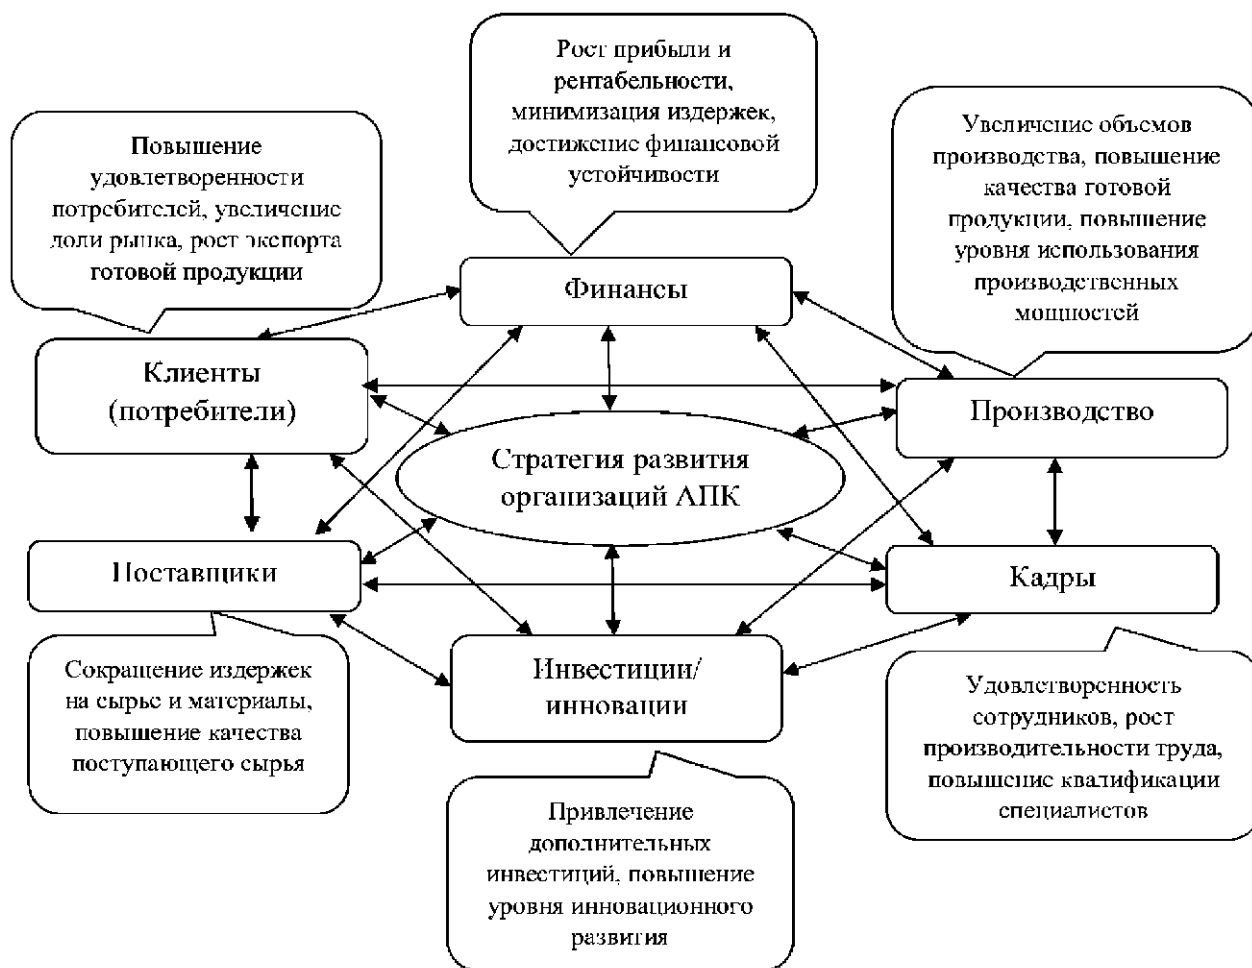 Рост прибыли и
рентабельности,
минимизация издержек,
достижение финансовой
устойчивости
Повышение
удовлетворенности
потребителей, увеличение
доли рынка, рост экспорта
готовой продукции
Увеличение объемов
производства, повышение
качества готовой
продукции, повышение
уровня использования
производственных
мощностей
Финансы
Клиенты
(потребители)
Производство
Стратегия развития
организаций АПК
Поставщики
Кадры
Инвестиции/
инновации
Сокращение издержек
на сырье и материалы,
повышение качества
поступающего сырья
Удовлетворенность
сотрудников, рост
производительности труда,
повышение квалификации
специалистов
Привлечение
дополнительных
инвестиций, повышение
уровня инновационного
развития